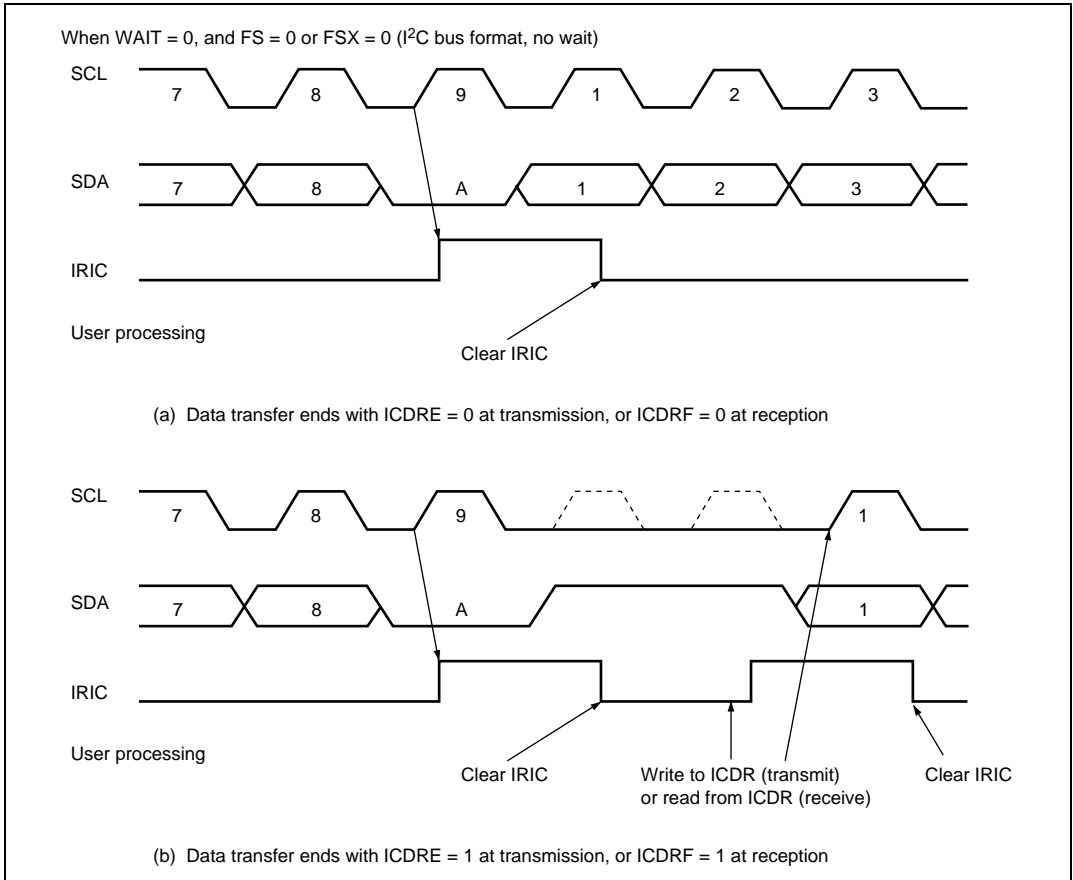 When WAIT = 0, and FS = 0 or FSX = 0 (I²C bus format, no wait)
SCL
7 8 9 1 2 3
SDA
7 8 A 1 2 3
IRIC
User processing
Clear IRIC
(a) Data transfer ends with ICDRE = 0 at transmission, or ICDRF = 0 at reception
SCL
7 8 9 1
SDA
7 8 A 1
IRIC
User processing
Clear IRIC Write to ICDR (transmit) Clear IRIC
or read from ICDR (receive)
(b) Data transfer ends with ICDRE = 1 at transmission, or ICDRF = 1 at reception